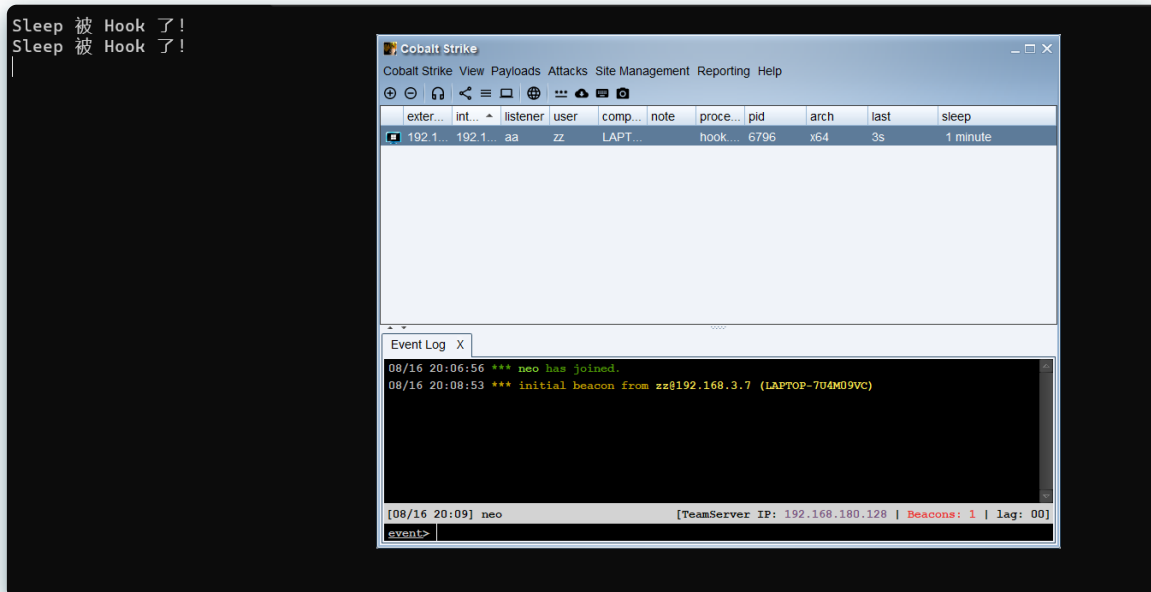 Sleep 被 Hook 了!
Sleep 被 Hook 了!
Cobalt Strike
Cobalt Strike View Payloads Attacks Site Management Reporting Help
exter... int... listener user comp... note proce... pid arch last sleep
192.1... 192.1... aa zz LAPT... hook.... 6796 x64 3s 1 minute
Event Log X
08/16 20:06:56 *** neo has joined.
08/16 20:08:53 *** initial beacon from zz@192.168.3.7 (LAPTOP-7U4M09VC)
[08/16 20:09] neo [TeamServer IP: 192.168.180.128 | Beacons: 1 | lag: 00]
event>